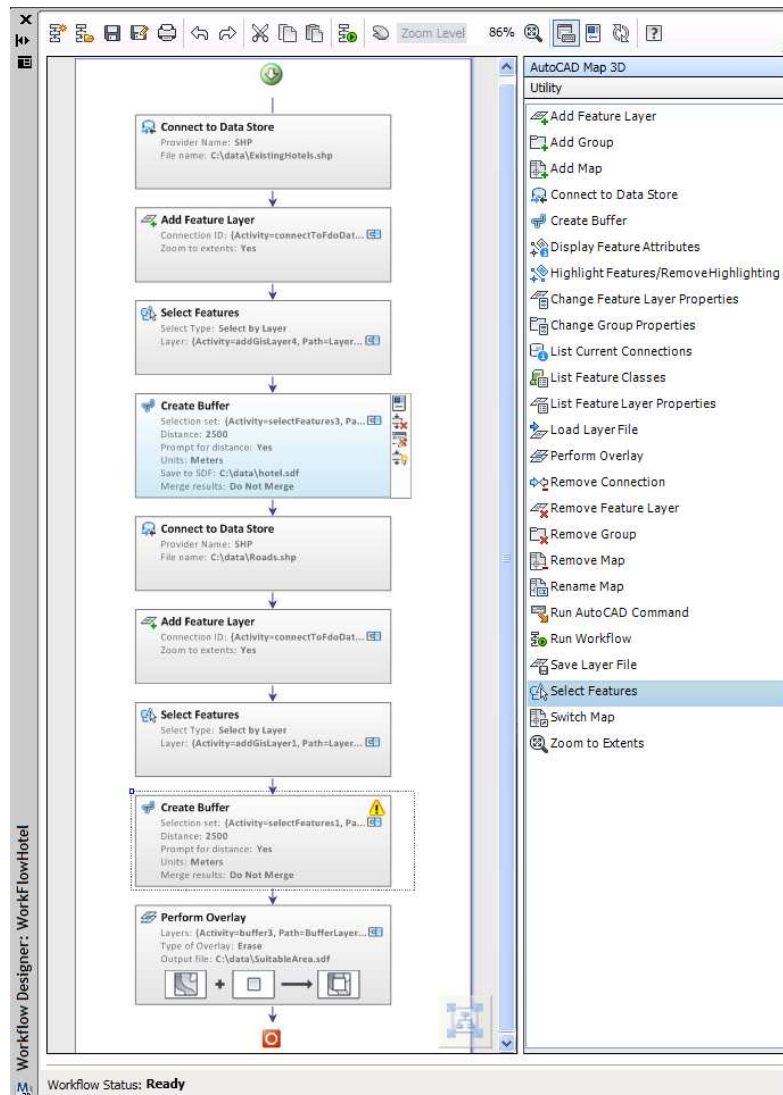 Zoom Level
86%
Connect to Data Store
Provider Name: SHP
File name: C:\data\ExistingHotels.shp
Add Feature Layer
Connection ID: {Activity=connectToFdoDat...
Zoom to extents: Yes
Select Features
Select Type: Select by Layer
Layer: {Activity=addGisLayer4, Path=Layer...
Create Buffer
Selection set: {Activity=selectFeatures3, Pa...
Distance: 2500
Prompt for distance: Yes
Units: Meters
Save to SDF: C:\data\hotel.sdf
Merge results: Do Not Merge
Connect to Data Store
Provider Name: SHP
File name: C:\data\Roads.shp
Add Feature Layer
Connection ID: {Activity=connectToFdoDat...
Zoom to extents: Yes
Select Features
Select Type: Select by Layer
Layer: {Activity=addGisLayer1, Path=Layer...
Create Buffer
Selection set: {Activity=selectFeatures1, Pa...
Distance: 2500
Prompt for distance: Yes
Units: Meters
Merge results: Do Not Merge
Perform Overlay
Layers: {Activity=buffer3, Path=BufferLayer...
Type of Overlay: Erase
Output file: C:\data\SuitableArea.sdf
AutoCAD Map 3D
Utility
Add Feature Layer
Add Group
Add Map
Connect to Data Store
Create Buffer
Display Feature Attributes
Highlight Features/RemoveHighlighting
Change Feature Layer Properties
Change Group Properties
List Current Connections
List Feature Classes
List Feature Layer Properties
Load Layer File
Perform Overlay
Remove Connection
Remove Feature Layer
Remove Group
Remove Map
Rename Map
Run AutoCAD Command
Run Workflow
Save Layer File
Select Features
Switch Map
Zoom to Extents
Workflow Designer: WorkFlowHotel
Workflow Status: Ready